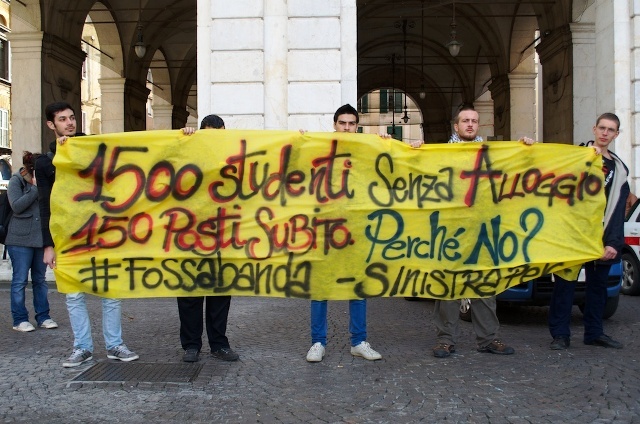 1500 studenti Senza Alloggio
150 Posti Subito. Perché No?
#Fossabanda - Sinistra Per..